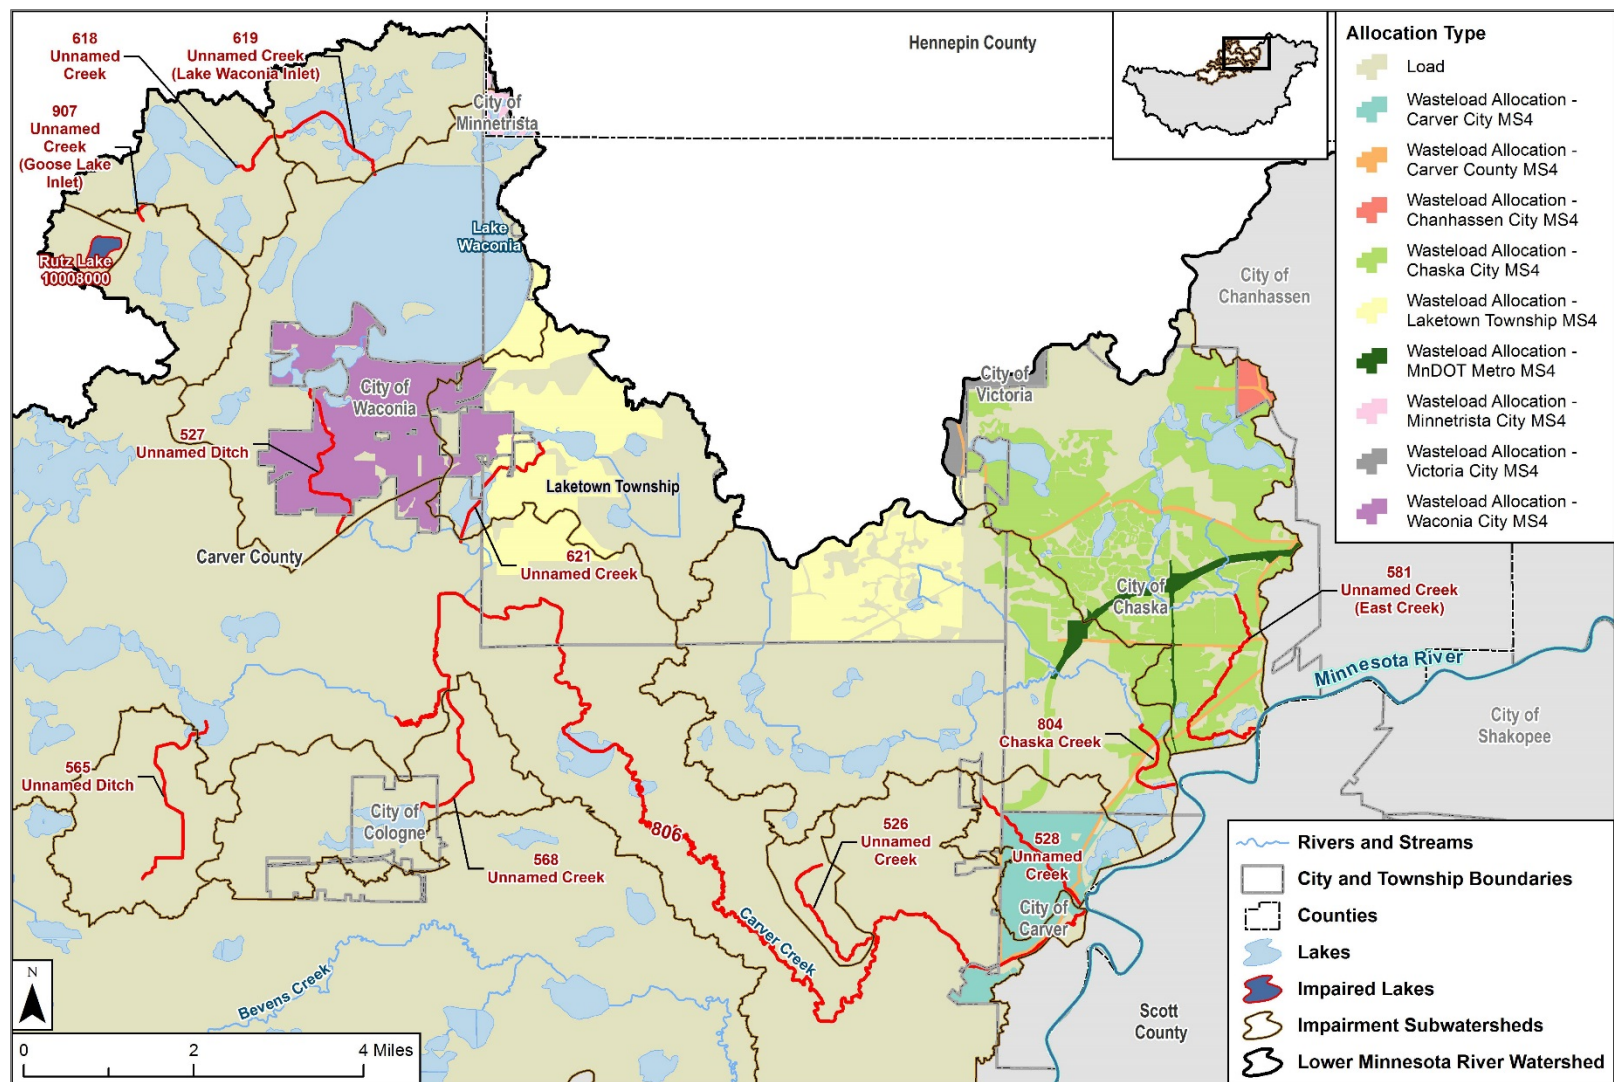 618
Unnamed
Creek
619
Unnamed Creek
(Lake Waconia Inlet)
907
Unnamed
Creek
(Goose Lake
Inlet)
Rutz Lake
10008000
City of
Minnetrista
Hennepin County
Lake
Waconia
City of
Waconia
527
Unnamed Ditch
Carver County
Laketown Township
621
Unnamed Creek
City of
Victoria
City of
Chanhassen
City of
Chaska
581
Unnamed Creek
(East Creek)
Minnesota River
City of
Shakopee
804
Chaska Creek
565
Unnamed Ditch
City of
Cologne
568
Unnamed Creek
806
526
Unnamed
Creek
528
Unnamed
Creek
City of
Carver
Carver Creek
Bevens Creek
Scott
County
N
0
2
4 Miles
Allocation Type
Load
Wasteload Allocation -
Carver City MS4
Wasteload Allocation -
Carver County MS4
Wasteload Allocation -
Chanhassen City MS4
Wasteload Allocation -
Chaska City MS4
Wasteload Allocation -
Laketown Township MS4
Wasteload Allocation -
MnDOT Metro MS4
Wasteload Allocation -
Minnetrista City MS4
Wasteload Allocation -
Victoria City MS4
Wasteload Allocation -
Waconia City MS4
Rivers and Streams
City and Township Boundaries
Counties
Lakes
Impaired Lakes
Impairment Subwatersheds
Lower Minnesota River Watershed